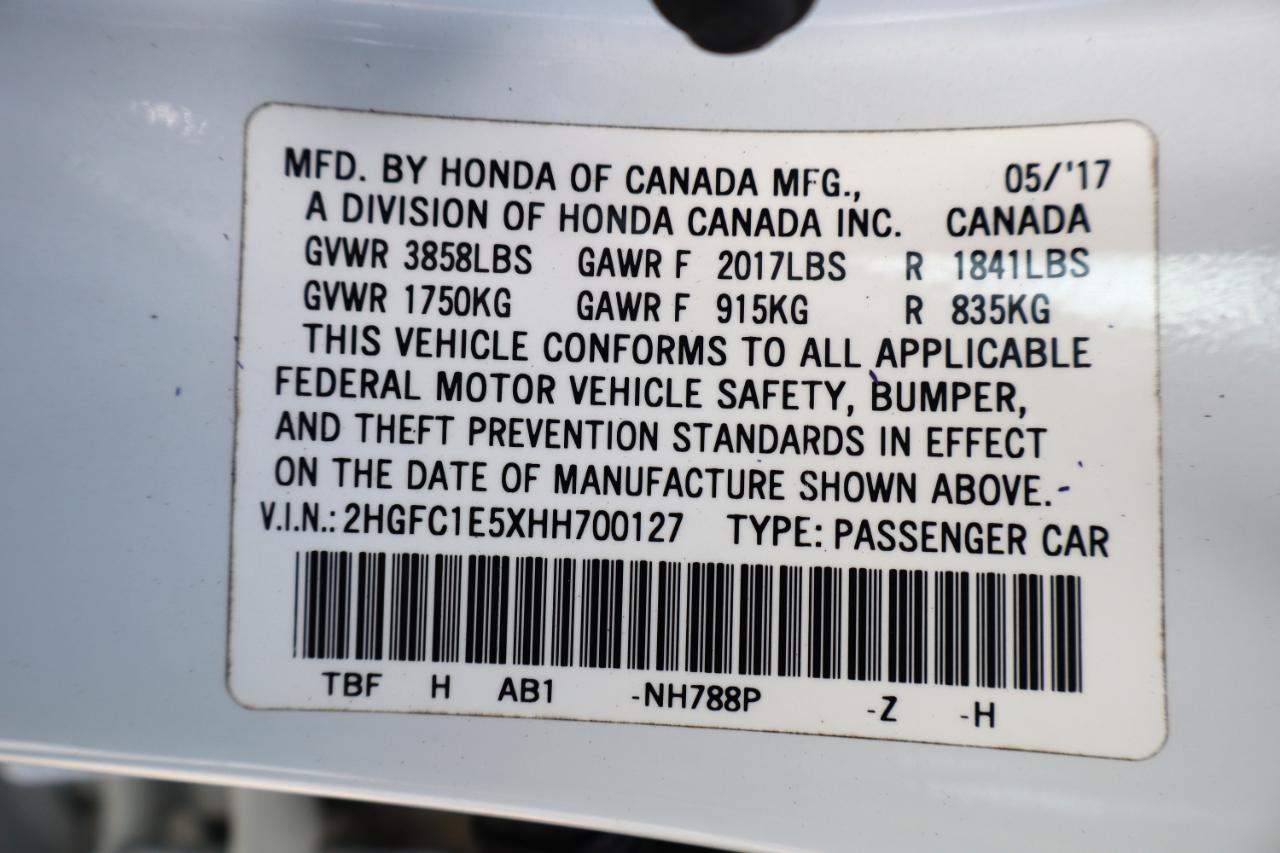 MFD. BY HONDA OF CANADA MFG., 05/'17
A DIVISION OF HONDA CANADA INC. CANADA
GVWR 3858LBS GAWR F 2017LBS R 1841LBS
GVWR 1750KG GAWR F 915KG R 835KG
THIS VEHICLE CONFORMS TO ALL APPLICABLE
FEDERAL MOTOR VEHICLE SAFETY, BUMPER,
AND THEFT PREVENTION STANDARDS IN EFFECT
ON THE DATE OF MANUFACTURE SHOWN ABOVE.
V.I.N.: 2HGFC1E5XHH700127 TYPE: PASSENGER CAR
TBF H AB1 -NH788P -Z -H